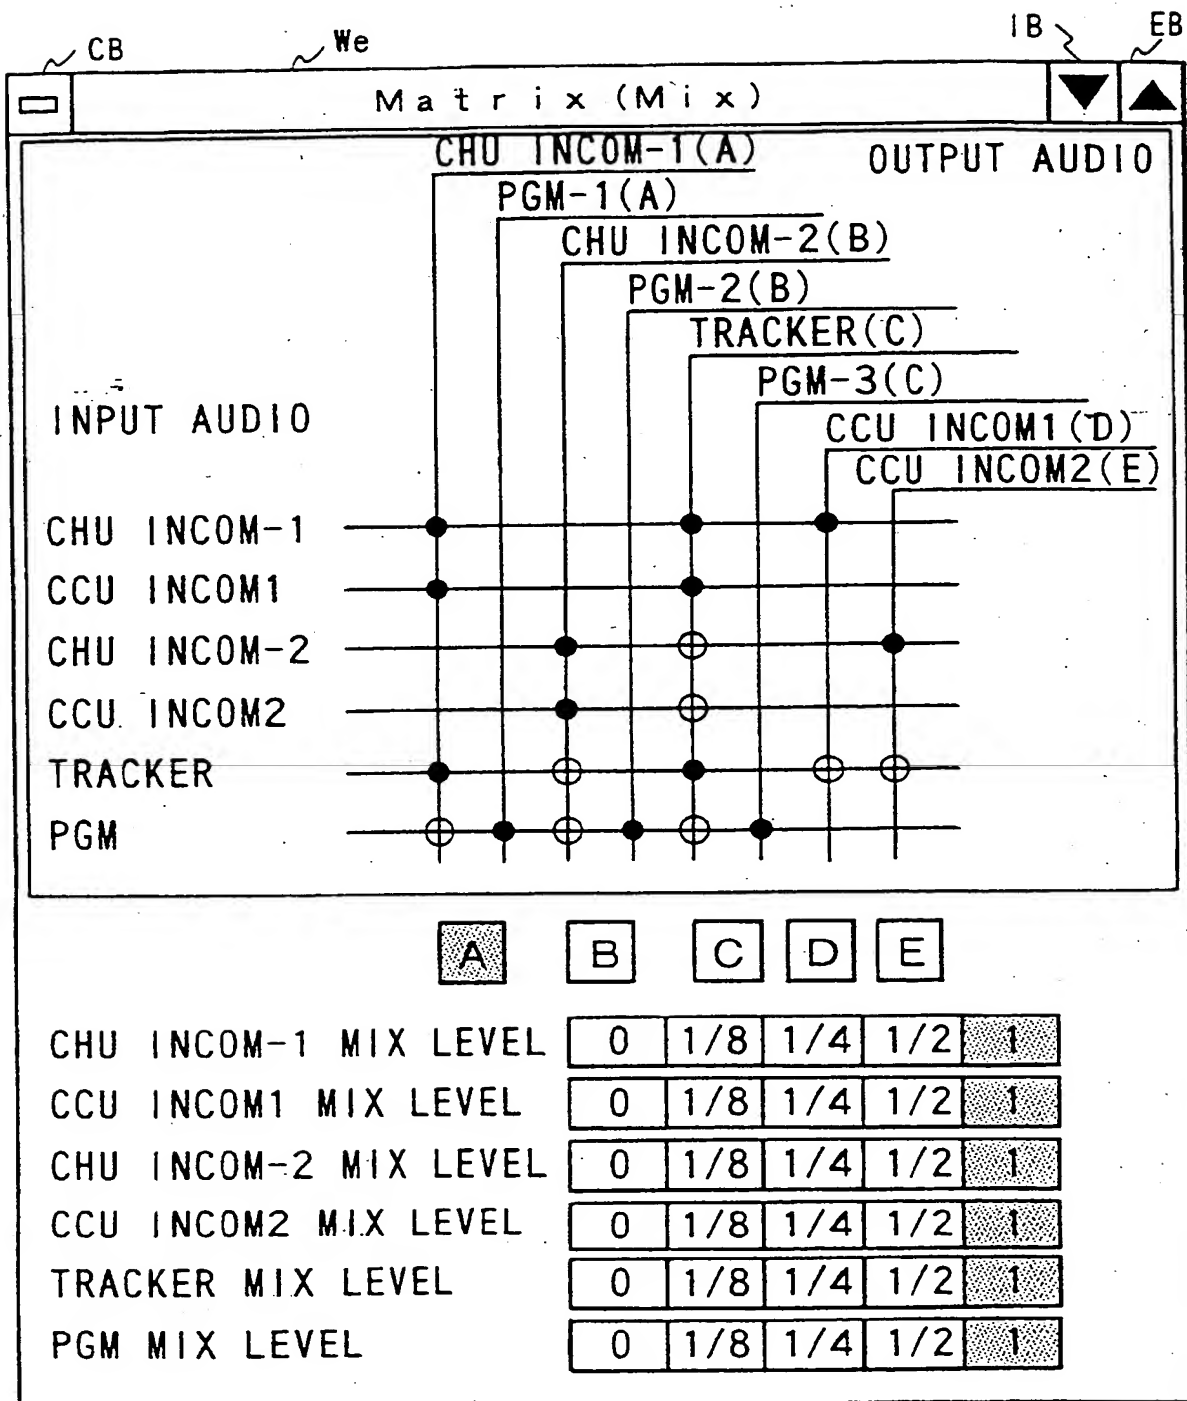 CB We IB EB
Matrix (Mix)
CHU INCOM-1(A) OUTPUT AUDIO
PGM-1(A)
CHU INCOM-2(B)
PGM-2(B)
TRACKER(C)
PGM-3(C)
INPUT AUDIO
CCU INCOM1(D)
CCU INCOM2(E)
CHU INCOM-1
CCU INCOM1
CHU INCOM-2
CCU INCOM2
TRACKER
PGM
A B C D E
CHU INCOM-1 MIX LEVEL 0 1/8 1/4 1/2 1
CCU INCOM1 MIX LEVEL 0 1/8 1/4 1/2 1
CHU INCOM-2 MIX LEVEL 0 1/8 1/4 1/2 1
CCU INCOM2 MIX LEVEL 0 1/8 1/4 1/2 1
TRACKER MIX LEVEL 0 1/8 1/4 1/2 1
PGM MIX LEVEL 0 1/8 1/4 1/2 1